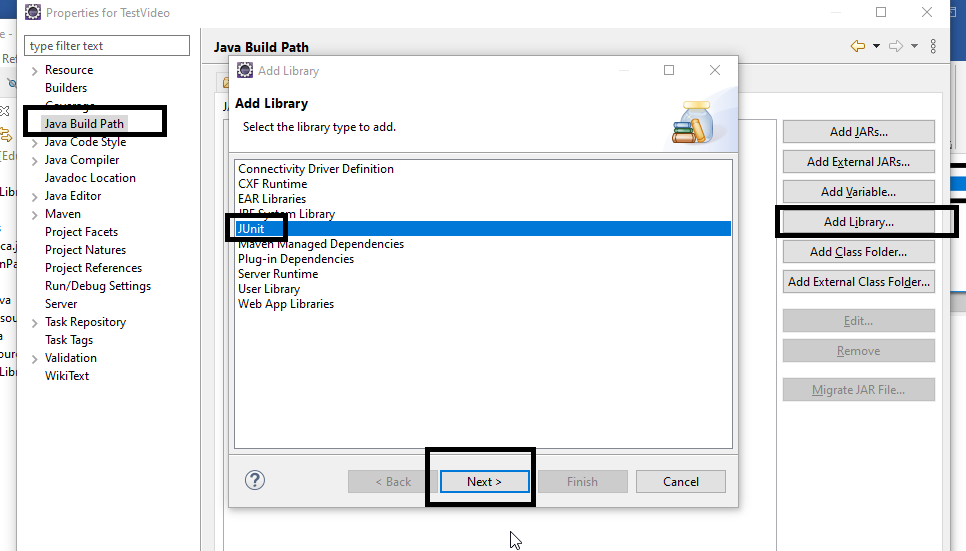 Properties for TestVideo
type filter text
Resource
Builders
Coverage
Java Build Path
Java Code Style
Java Compiler
Javadoc Location
Java Editor
Maven
Project Facets
Project Natures
Project References
Run/Debug Settings
Server
Task Repository
Task Tags
Validation
WikiText
Java Build Path
Add Library
Add Library
Select the library type to add.
Connectivity Driver Definition
CXF Runtime
EAR Libraries
JRE System Library
JUnit
Maven Managed Dependencies
Plug-in Dependencies
Server Runtime
User Library
Web App Libraries
?
< Back
Next >
Finish
Cancel
Add JARs...
Add External JARs...
Add Variable...
Add Library...
Add Class Folder...
Add External Class Folder...
Edit...
Remove
Migrate JAR File...